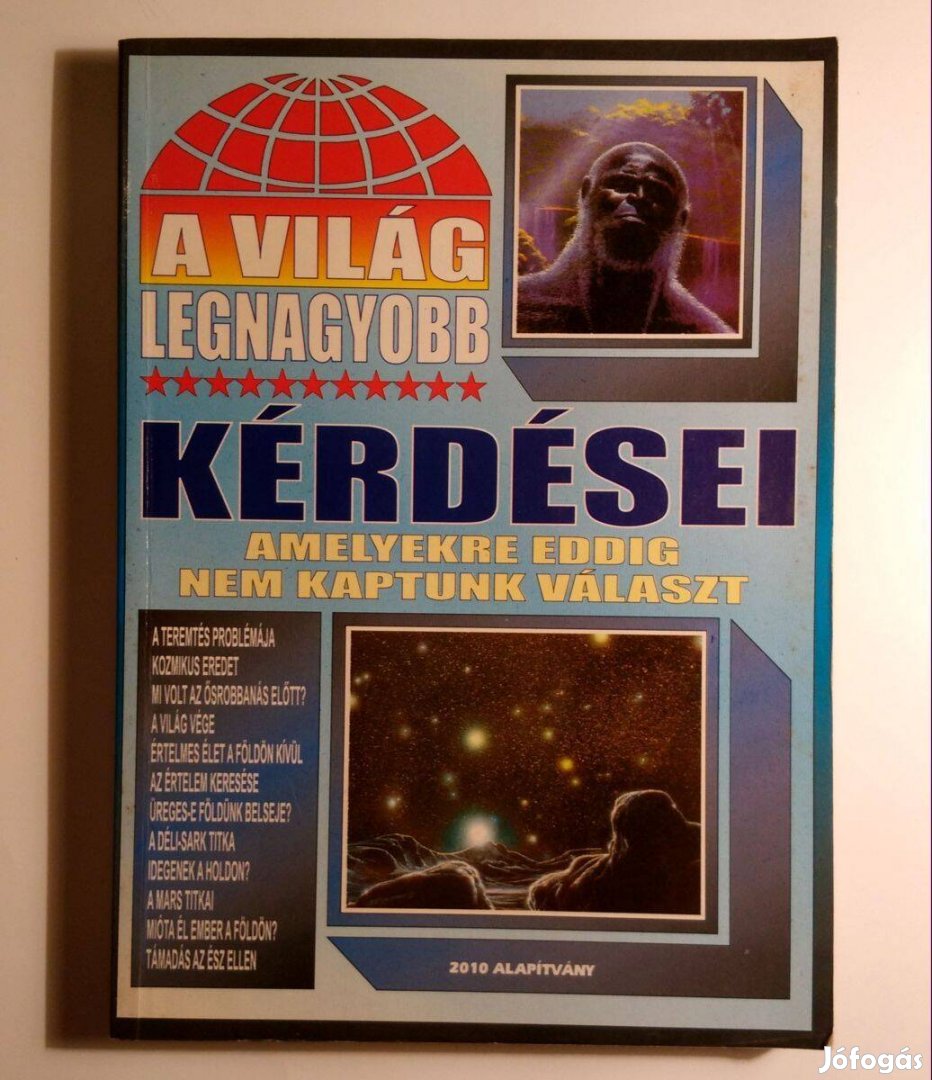 A VILÁG
LEGNAGYOBB
KÉRDÉSEI
AMELYEKRE EDDIG
NEM KAPTUNK VÁLASZT
A TEREMTÉS PROBLÉMÁJA
KOZMIKUS EREDET
MI VOLT AZ ŐSROBBANÁS ELŐTT?
A VILÁG VÉGE
ÉRTELMES ÉLET A FÖLDÖN KÍVÜL
AZ ÉRTELEM KERESÉSE
ÜREGES-E FÖLDÜNK BELSEJE?
A DÉLI-SARK TITKA
IDEGENEK A HOLDON?
A MARS TITKAI
MIÓTA ÉL EMBER A FÖLDÖN?
TÁMADÁS AZ ÉSZ ELLEN
2010 ALAPÍTVÁNY
Jófogás